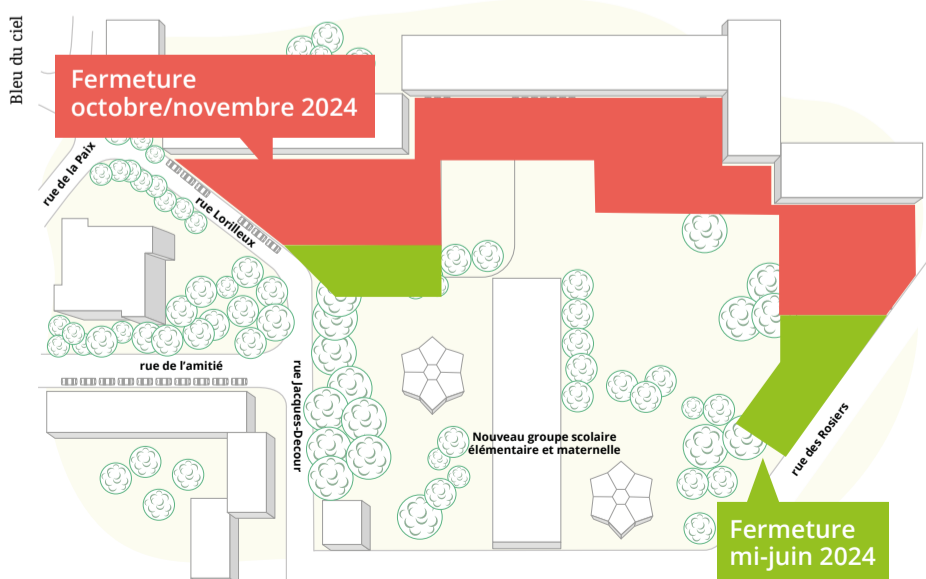 Bleu du ciel
Fermeture
octobre/novembre 2024
rue de la Paix
rue Lorilleux
rue de l’amitié
rue Jacques-Decour
Nouveau groupe scolaire
élémentaire et maternelle
rue des Rosiers
Fermeture
mi-juin 2024